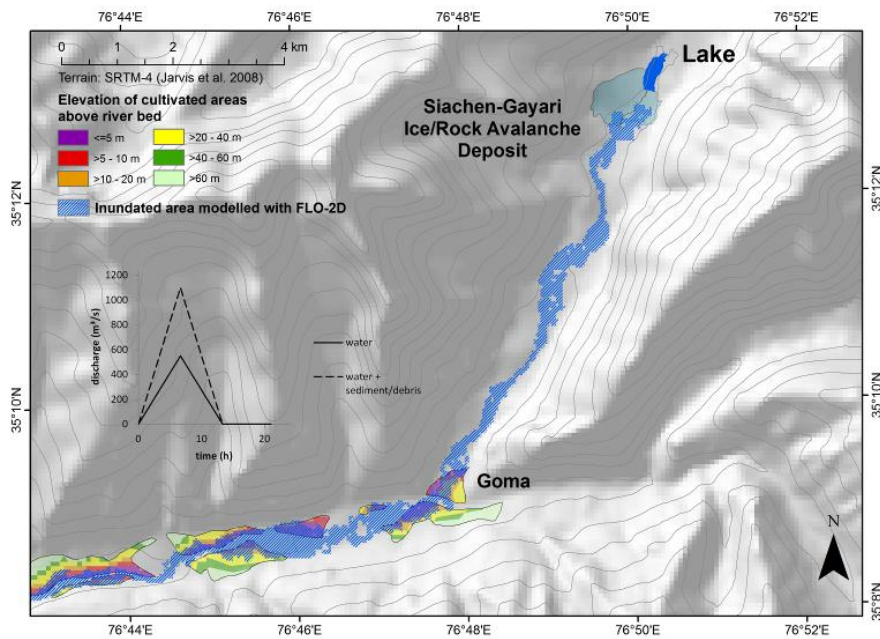 76°44'E 76°46'E 76°48'E 76°50'E 76°52'E
0 1 2 4 km
Terrain: SRTM-4 (Jarvis et al. 2008)
Elevation of cultivated areas
above river bed
<=5 m >20 - 40 m
>5 - 10 m >40 - 60 m
>10 - 20 m >60 m
Inundated area modelled with FLO-2D
Lake
Siachen-Gayari
Ice/Rock Avalanche
Deposit
35°12'N 35°12'N
1200
1000
800
600
400
200
0
discharge (m³/s)
0 10 20
time (h)
water
water +
sediment/debris
35°10'N 35°10'N
Goma
N
35°8'N 35°8'N
76°44'E 76°46'E 76°48'E 76°50'E 76°52'E